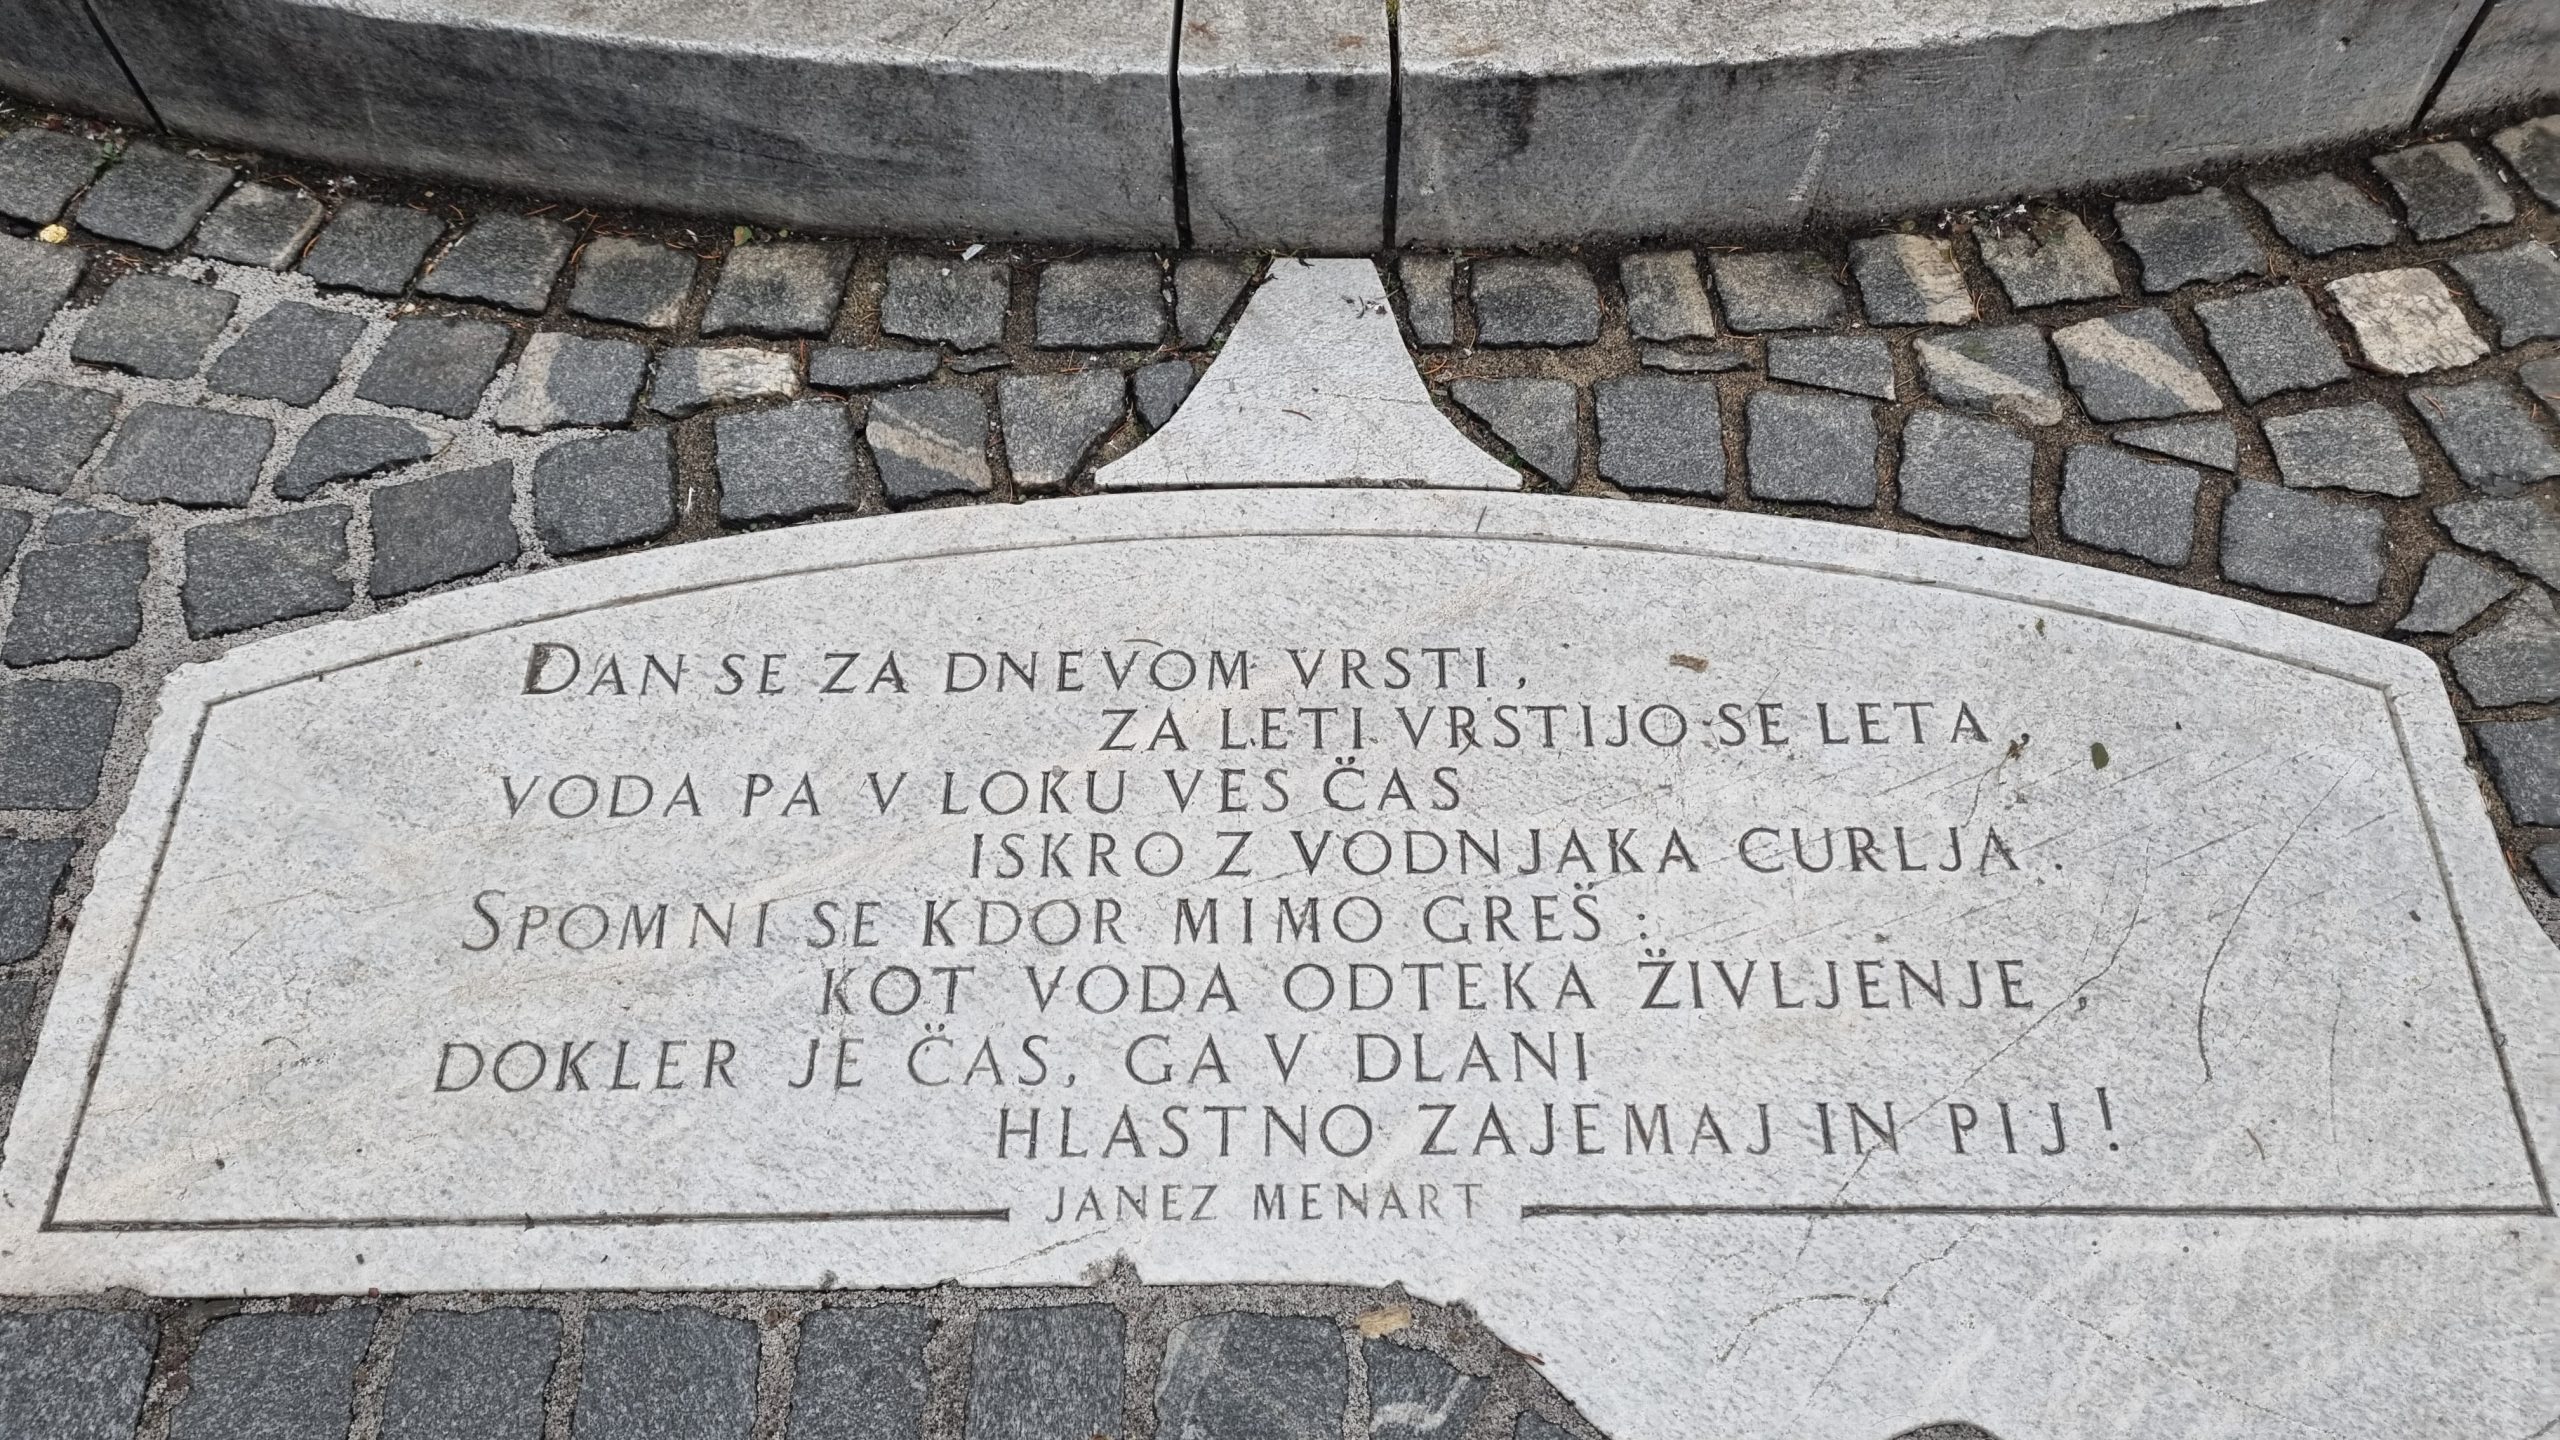 DAN SE ZA DNEVOM VRSTI,
ZA LETI VRSTIJO SE LETA,
VODA PA V LOKU VES ČAS
ISKRO Z VODNJAKA CURLJA.
SPOMNI SE KDOR MIMO GREŠ:
KOT VODA ODTEKA ŽIVLJENJE,
DOKLER JE ČAS, GA V DLANI
HLASTNO ZAJEMAJ IN PIJ!
JANEZ MENART